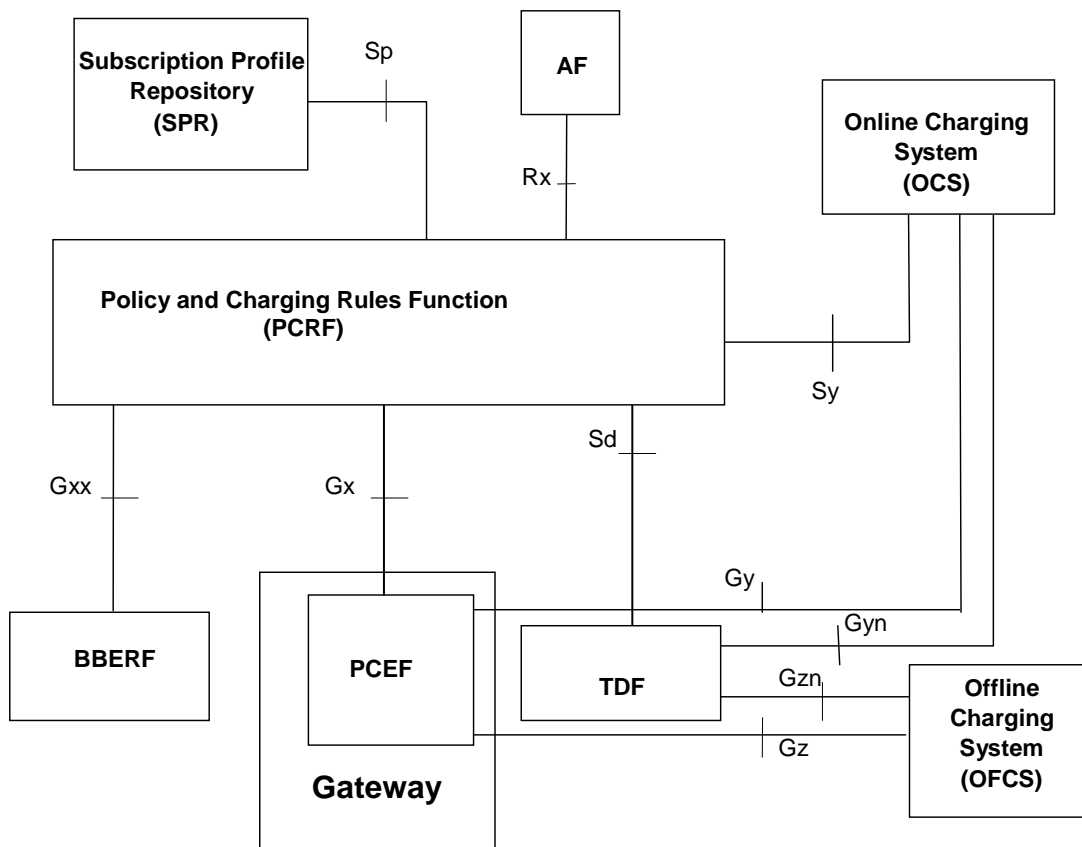 Subscription Profile
Repository
(SPR)
Sp
AF
Rx
Online Charging
System
(OCS)
Policy and Charging Rules Function
(PCRF)
Sy
Gxx
Gx
Sd
Gy
Gyn
BBERF
PCEF
TDF
Gzn
Gz
Offline
Charging
System
(OFCS)
Gateway